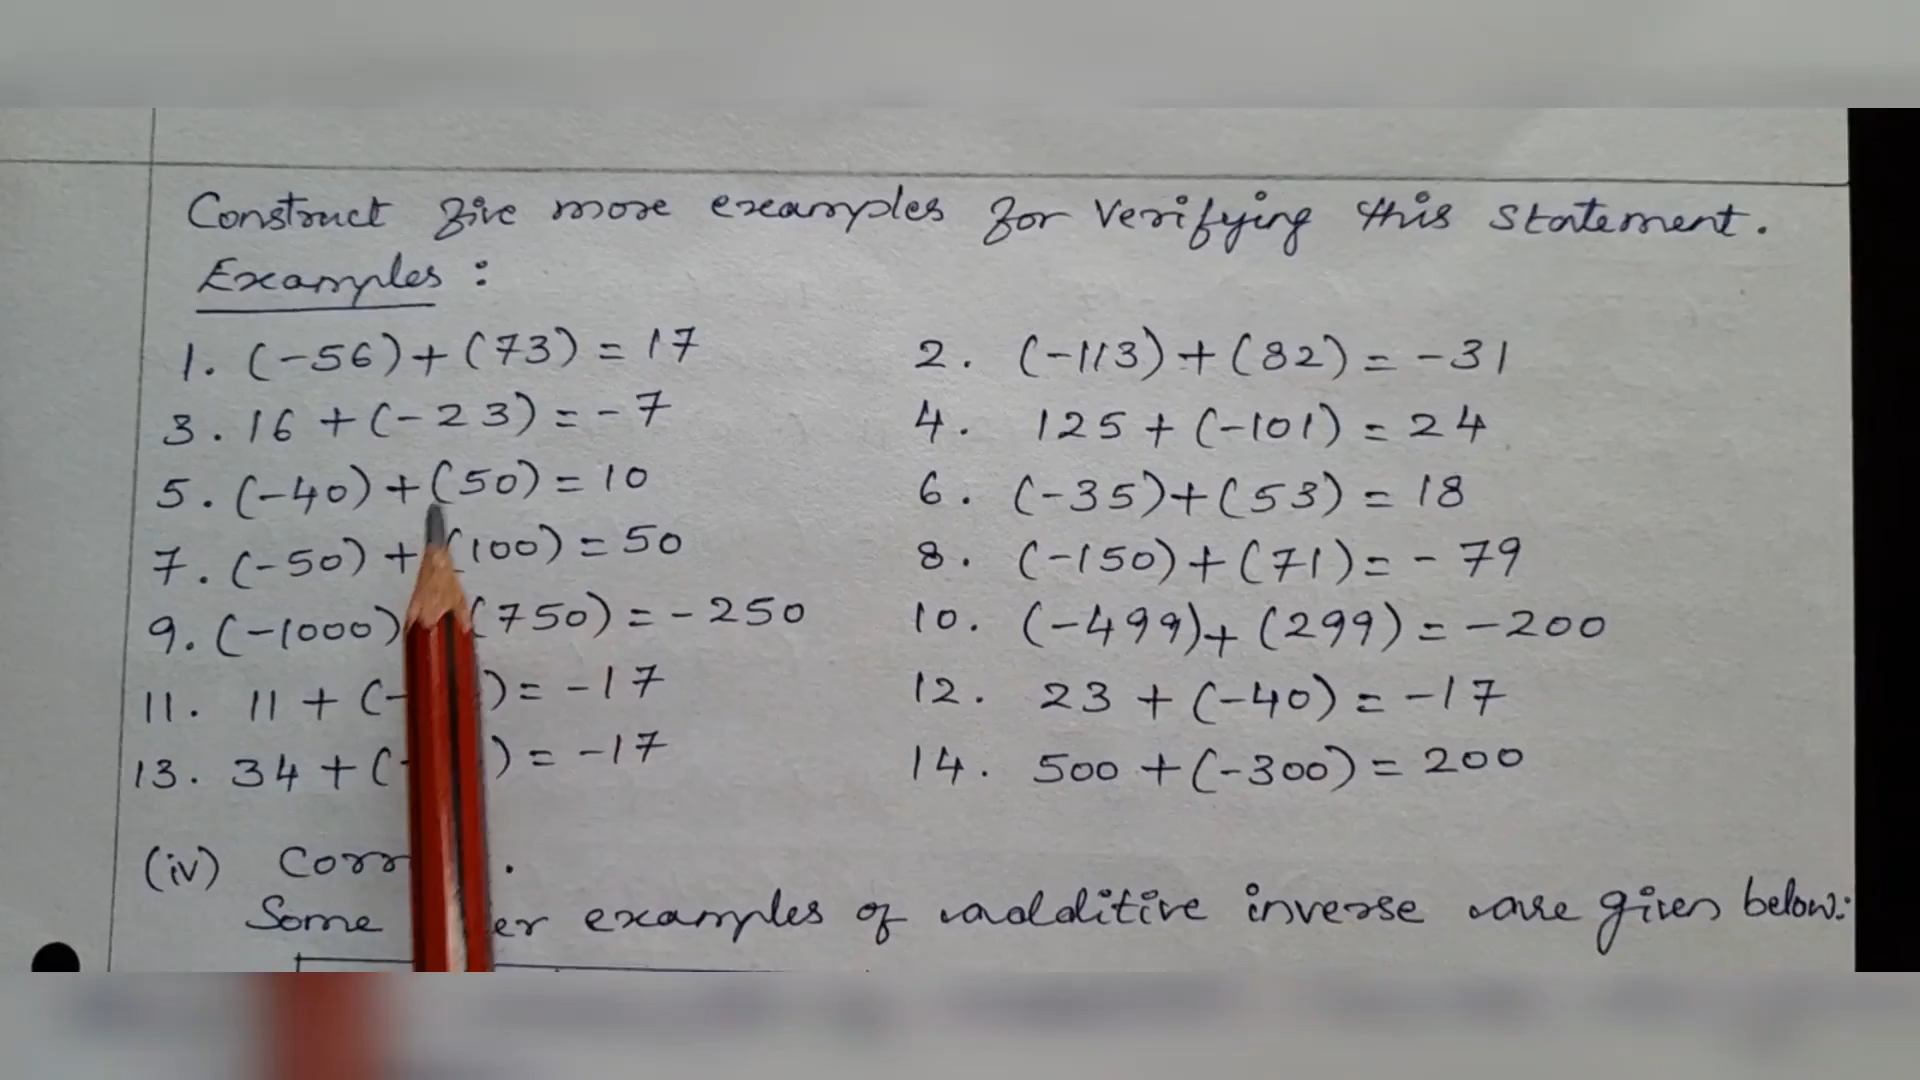 Construct five more examples for Verifying this statement.
Examples :
1. (-56)+(73) = 17 2. (-113)+(82) = -31
3. 16 + (-23) = -7 4. 125 + (-101) = 24
5. (-40) + (50) = 10 6. (-35)+(53) = 18
7. (-50) + (100) = 50 8. (-150)+(71) = -79
9. (-1000) (750) = -250 10. (-499)+(299) = -200
11. 11 + (- ) = -17 12. 23 + (-40) = -17
13. 34 + (- ) = -17 14. 500 + (-300) = 200
(iv) .
Some examples of additive inverse are given below: